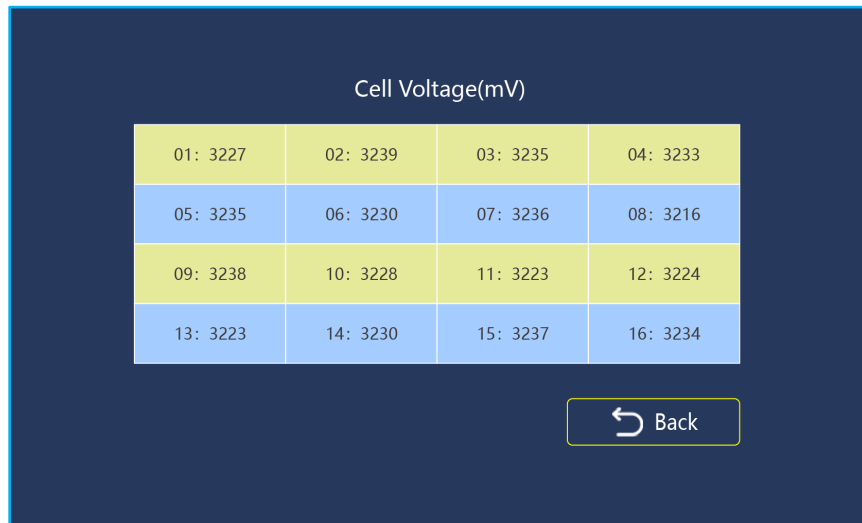 Cell Voltage(mV)
01: 3227 02: 3239 03: 3235 04: 3233
05: 3235 06: 3230 07: 3236 08: 3216
09: 3238 10: 3228 11: 3223 12: 3224
13: 3223 14: 3230 15: 3237 16: 3234
Back